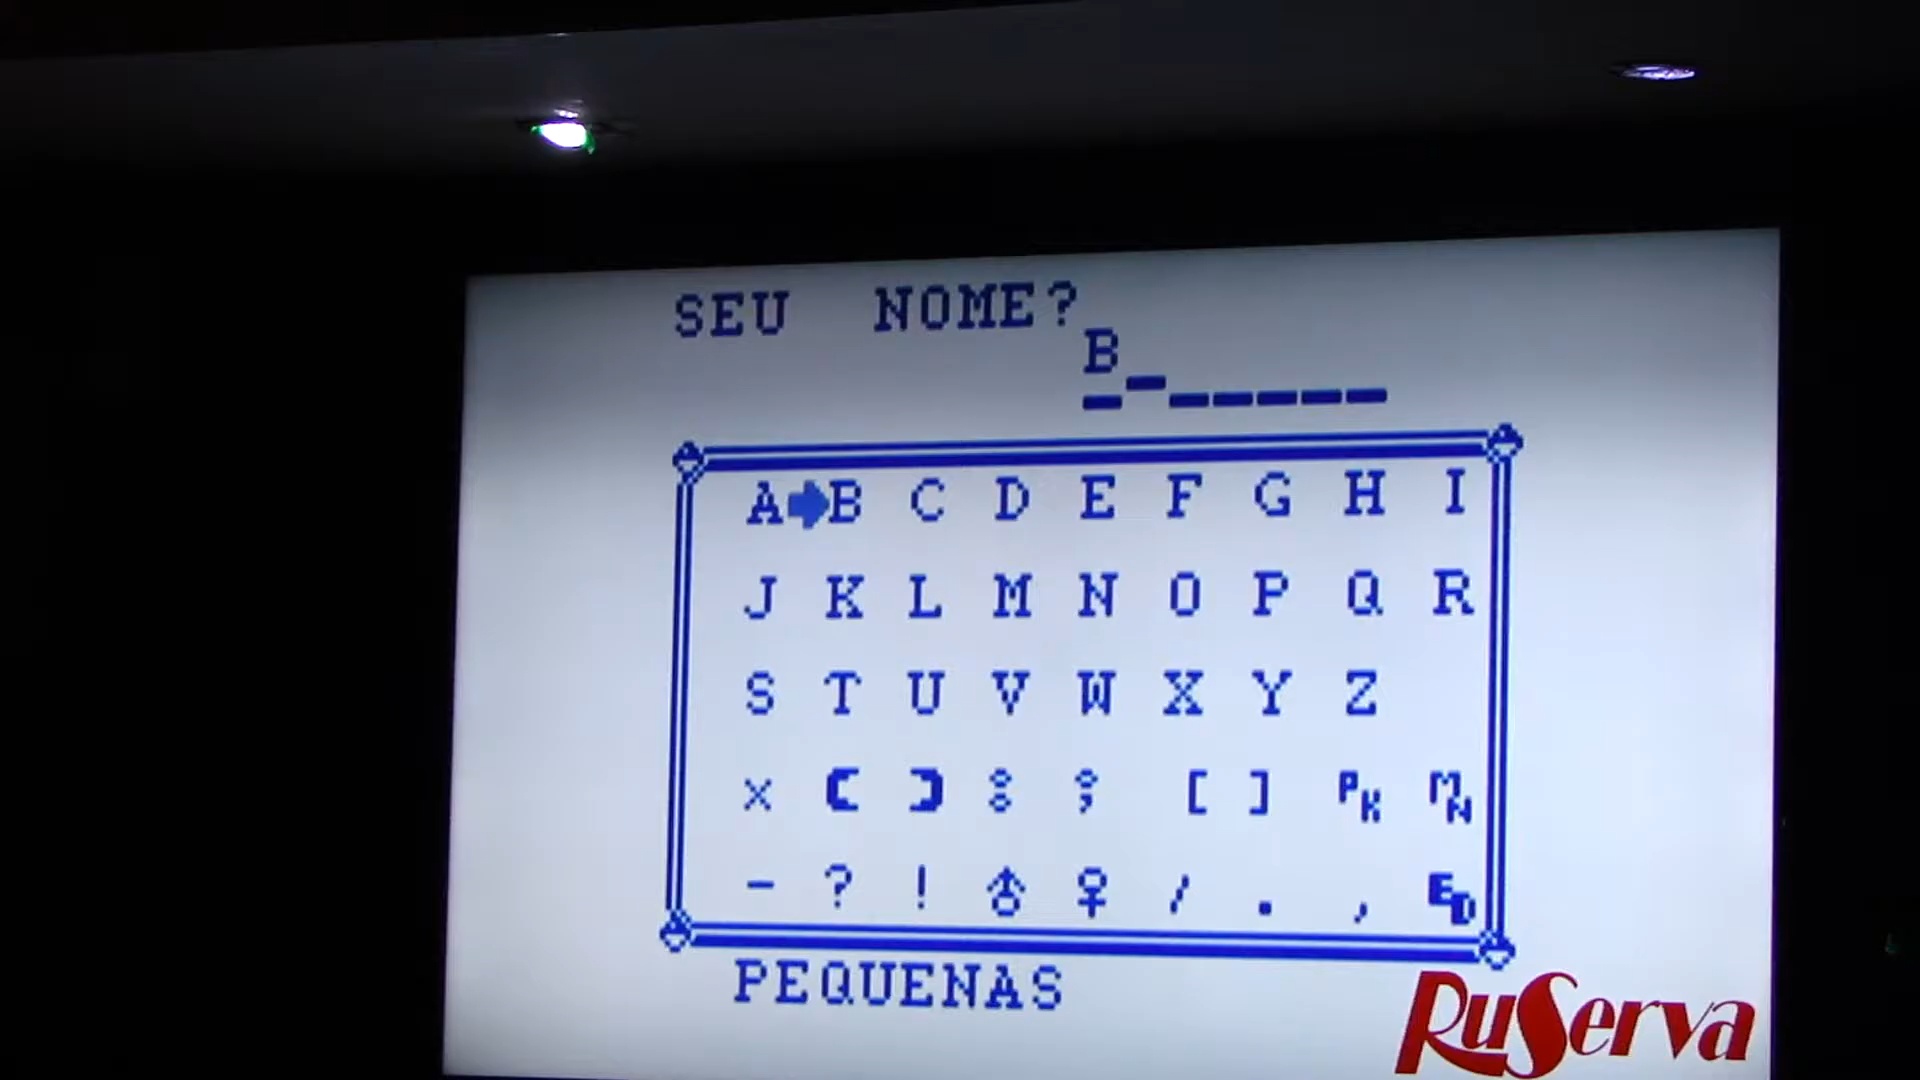 SEU NOME?
B
A B C D E F G H I
J K L M N O P Q R
S T U V W X Y Z
× ( ) : ; [ ] PK MN
- ? ! ♂ ♀ / . , ED
PEQUENAS
RuServa